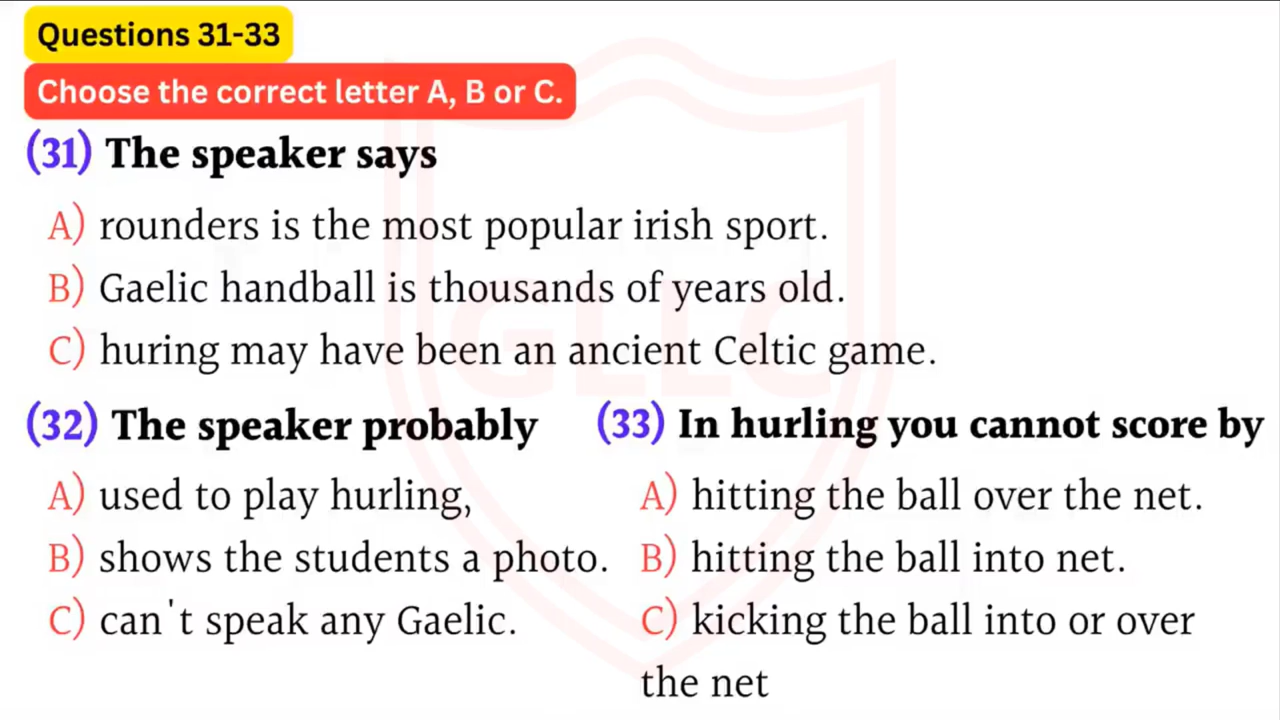 Questions 31-33
Choose the correct letter A, B or C.
(31) The speaker says
A) rounders is the most popular irish sport.
B) Gaelic handball is thousands of years old.
C) huring may have been an ancient Celtic game.
(32) The speaker probably
A) used to play hurling,
B) shows the students a photo.
C) can't speak any Gaelic.
(33) In hurling you cannot score by
A) hitting the ball over the net.
B) hitting the ball into net.
C) kicking the ball into or over
the net
GLLC